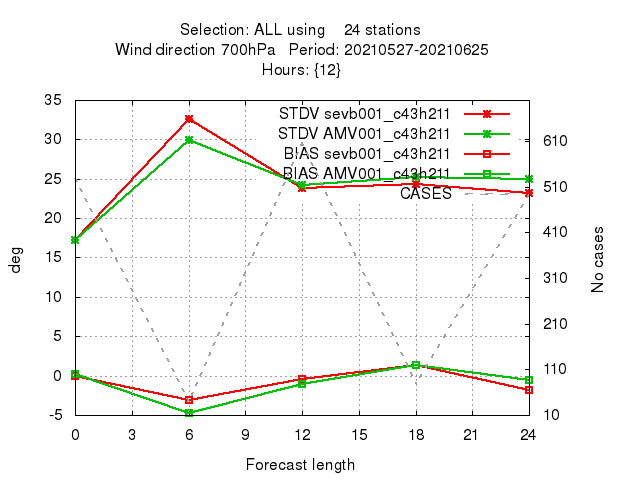 Selection: ALL using 24 stations
Wind direction 700hPa Period: 20210527-20210625
Hours: {12}
STDV sevb001_c43h211
STDV AMV001_c43h211
BIAS sevb001_c43h211
BIAS AMV001_c43h211
CASES
35
30
25
20
15
10
5
0
-5
deg
610
510
410
310
210
110
10
No cases
0 3 6 9 12 15 18 21 24
Forecast length